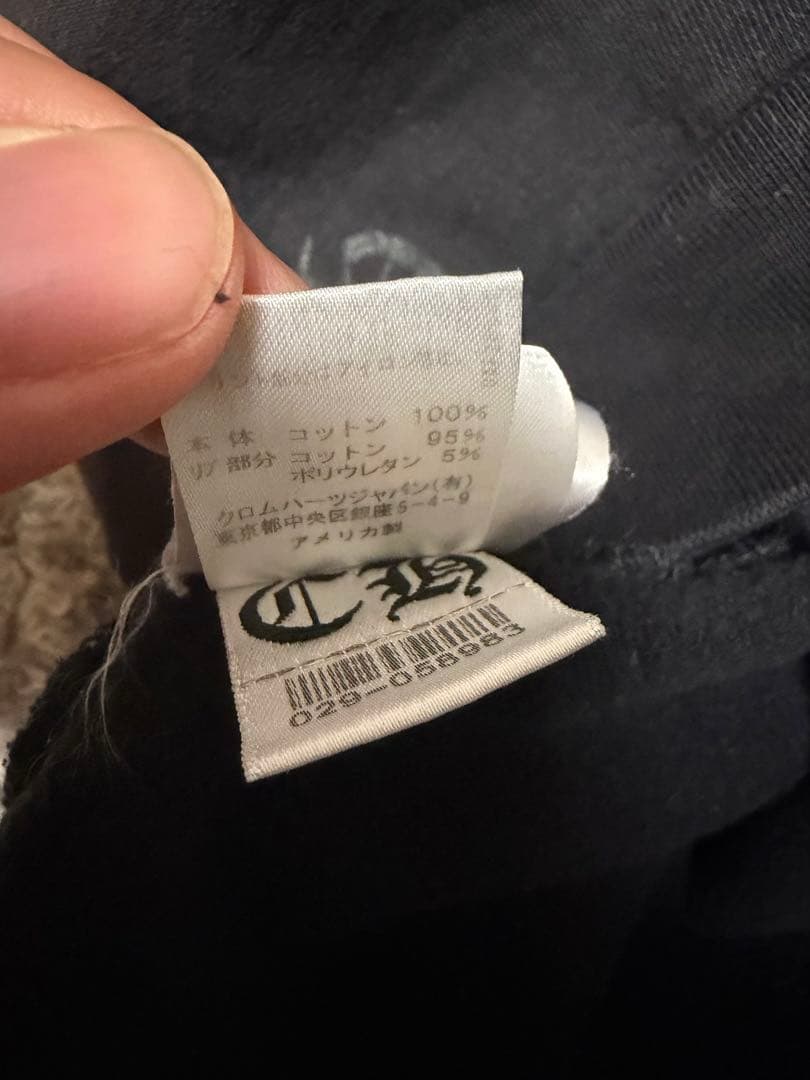 本体 コットン 100%
リブ部分 コットン 95%
ポリウレタン 5%
クロムハーツジャパン(有)
東京都中央区銀座5-4-9
アメリカ製
029-058983